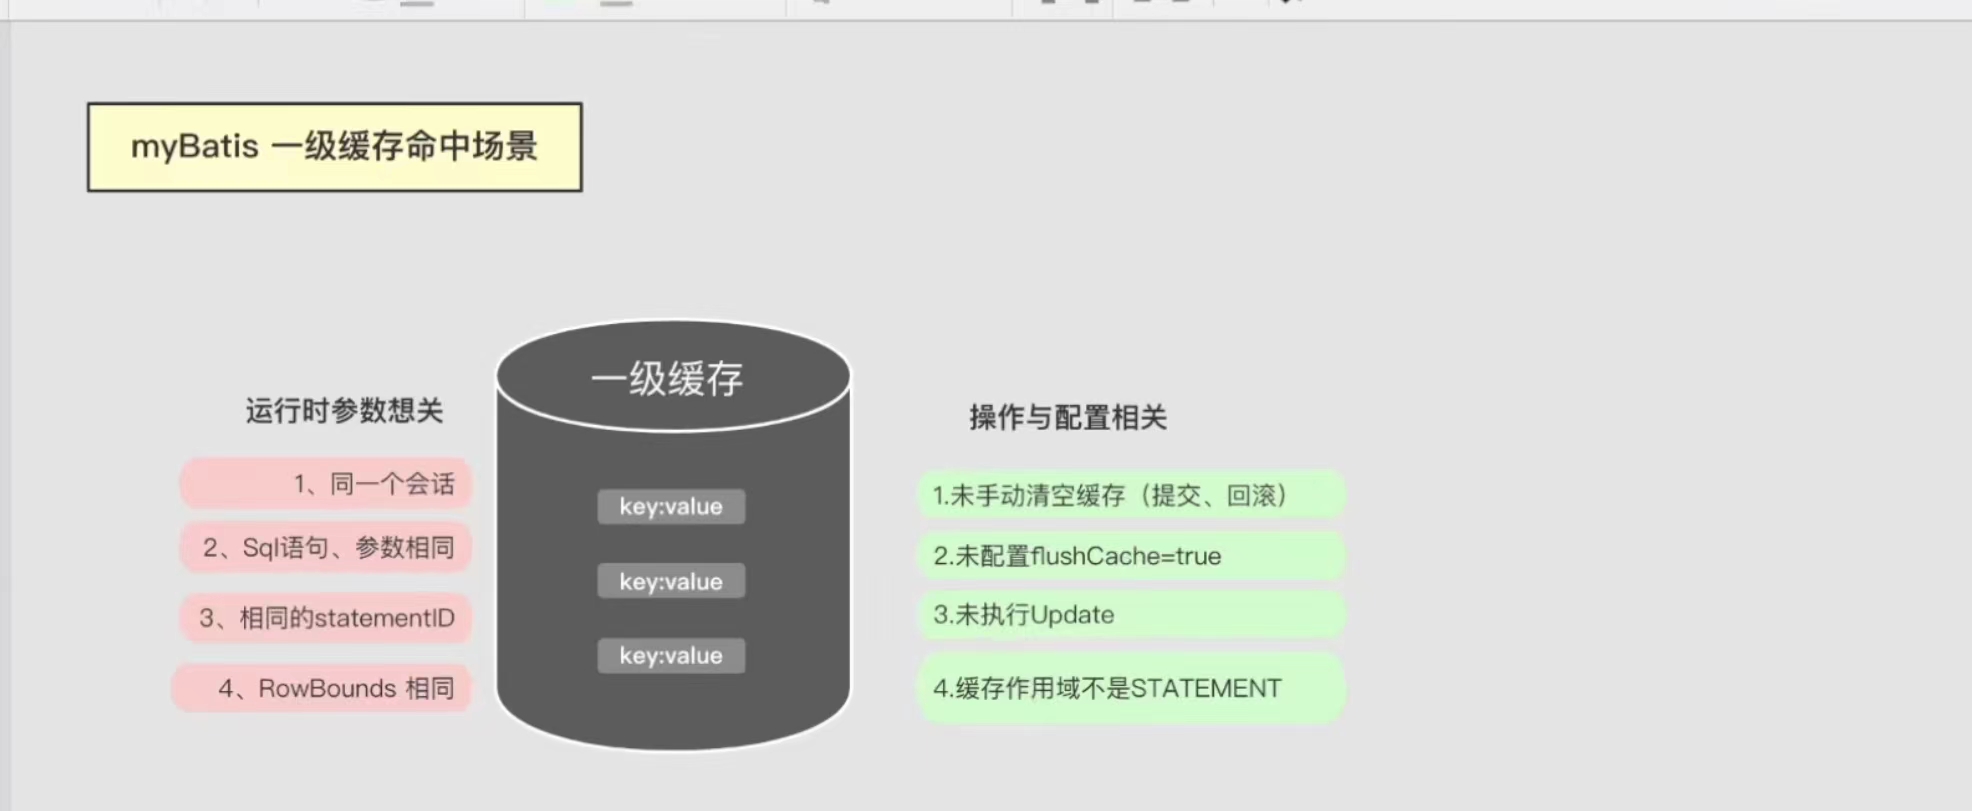 myBatis 一级缓存命中场景
一级缓存
运行时参数想关
1、同一个会话
2、Sql语句、参数相同
3、相同的statementID
4、RowBounds 相同
key:value
key:value
key:value
操作与配置相关
1.未手动清空缓存（提交、回滚）
2.未配置flushCache=true
3.未执行Update
4.缓存作用域不是STATEMENT